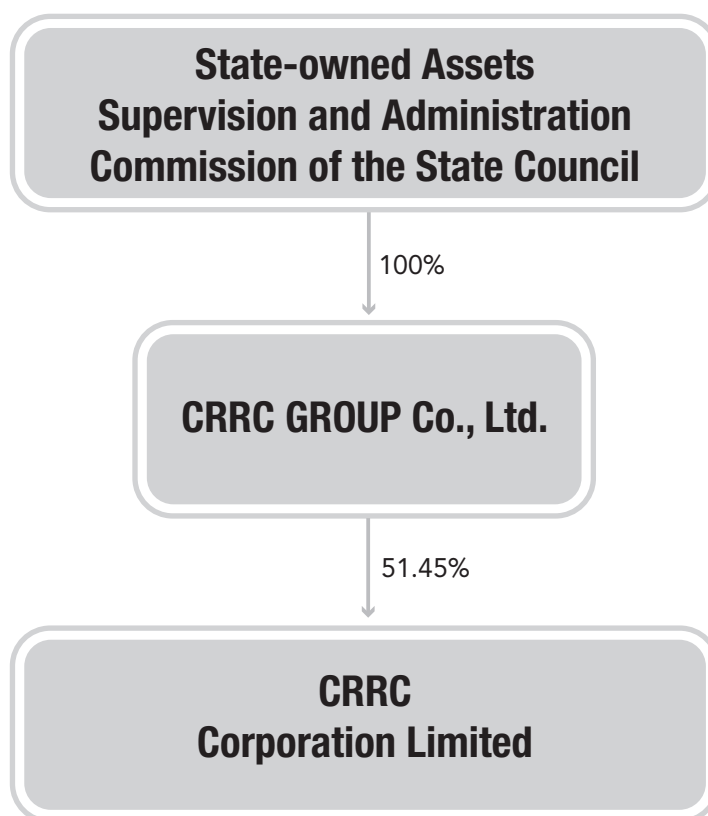 State-owned Assets
Supervision and Administration
Commission of the State Council
100%
CRRC GROUP Co., Ltd.
51.45%
CRRC
Corporation Limited